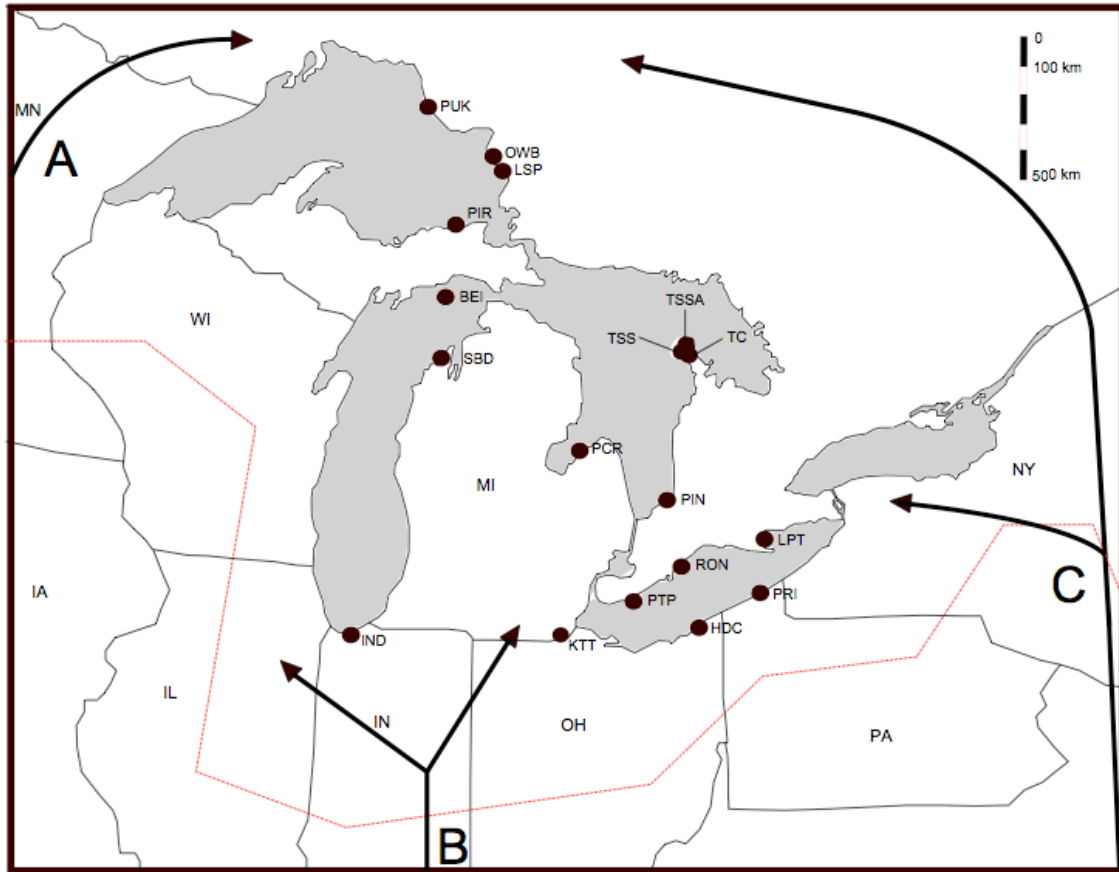 0
100 km
MN
PUK
A
OWB
LSP
500 km
PIR
BEI
TSSA
WI
TSS
TC
SBD
PCR
NY
MI
PIN
LPT
RON
C
IA
PRI
PTP
HDC
IND
KTT
IL
IN
OH
PA
B